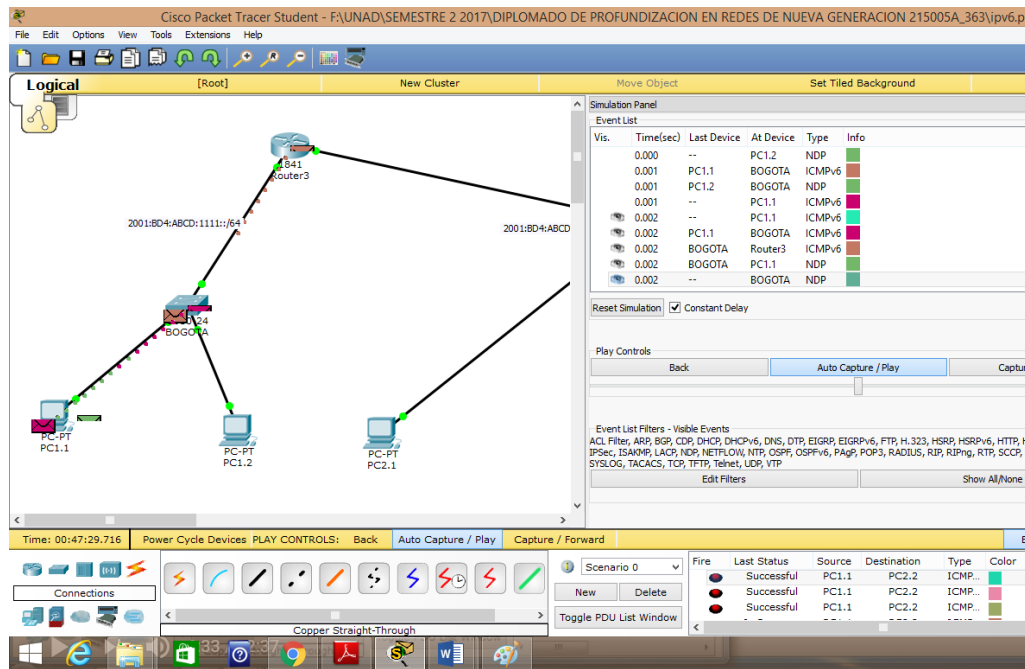 Cisco Packet Tracer Student - F:\UNAD\SEMESTRE 2 2017\DIPLOMADO DE PROFUNDIZACION EN REDES DE NUEVA GENERACION 215005A_363\ipv6.p
File Edit Options View Tools Extensions Help
Logical [Root] New Cluster Move Object Set Tiled Background
1841
Router3
2001:BD4:ABCD:1111::/64
2001:BD4:ABCD
24
BOGOTA
PC-PT
PC1.1
PC-PT
PC1.2
PC-PT
PC2.1
Simulation Panel
Event List
Vis. Time(sec) Last Device At Device Type Info
0.000 -- PC1.2 NDP
0.001 PC1.1 BOGOTA ICMPv6
0.001 PC1.2 BOGOTA NDP
0.001 -- PC1.1 ICMPv6
0.002 -- PC1.1 ICMPv6
0.002 PC1.1 BOGOTA ICMPv6
0.002 BOGOTA Router3 ICMPv6
0.002 BOGOTA PC1.1 NDP
0.002 -- BOGOTA NDP
Reset Simulation Constant Delay
Play Controls
Back Auto Capture / Play Captur
Event List Filters - Visible Events
ACL Filter, ARP, BGP, CDP, DHCP, DHCPv6, DNS, DTP, EIGRP, EIGRPv6, FTP, H.323, HSRP, HSRPv6, HTTP, H
IPSec, ISAKMP, LACP, NDP, NETFLOW, NTP, OSPF, OSPFv6, PAgP, POP3, RADIUS, RIP, RIPng, RTP, SCCP,
SYSLOG, TACACS, TCP, TFTP, Telnet, UDP, VTP
Edit Filters Show All/None
Time: 00:47:29.716 Power Cycle Devices PLAY CONTROLS: Back Auto Capture / Play Capture / Forward
Connections
Copper Straight-Through
Scenario 0
New Delete
Toggle PDU List Window
Fire Last Status Source Destination Type Color
Successful PC1.1 PC2.2 ICMP...
Successful PC1.1 PC2.2 ICMP...
Successful PC1.1 PC2.2 ICMP...